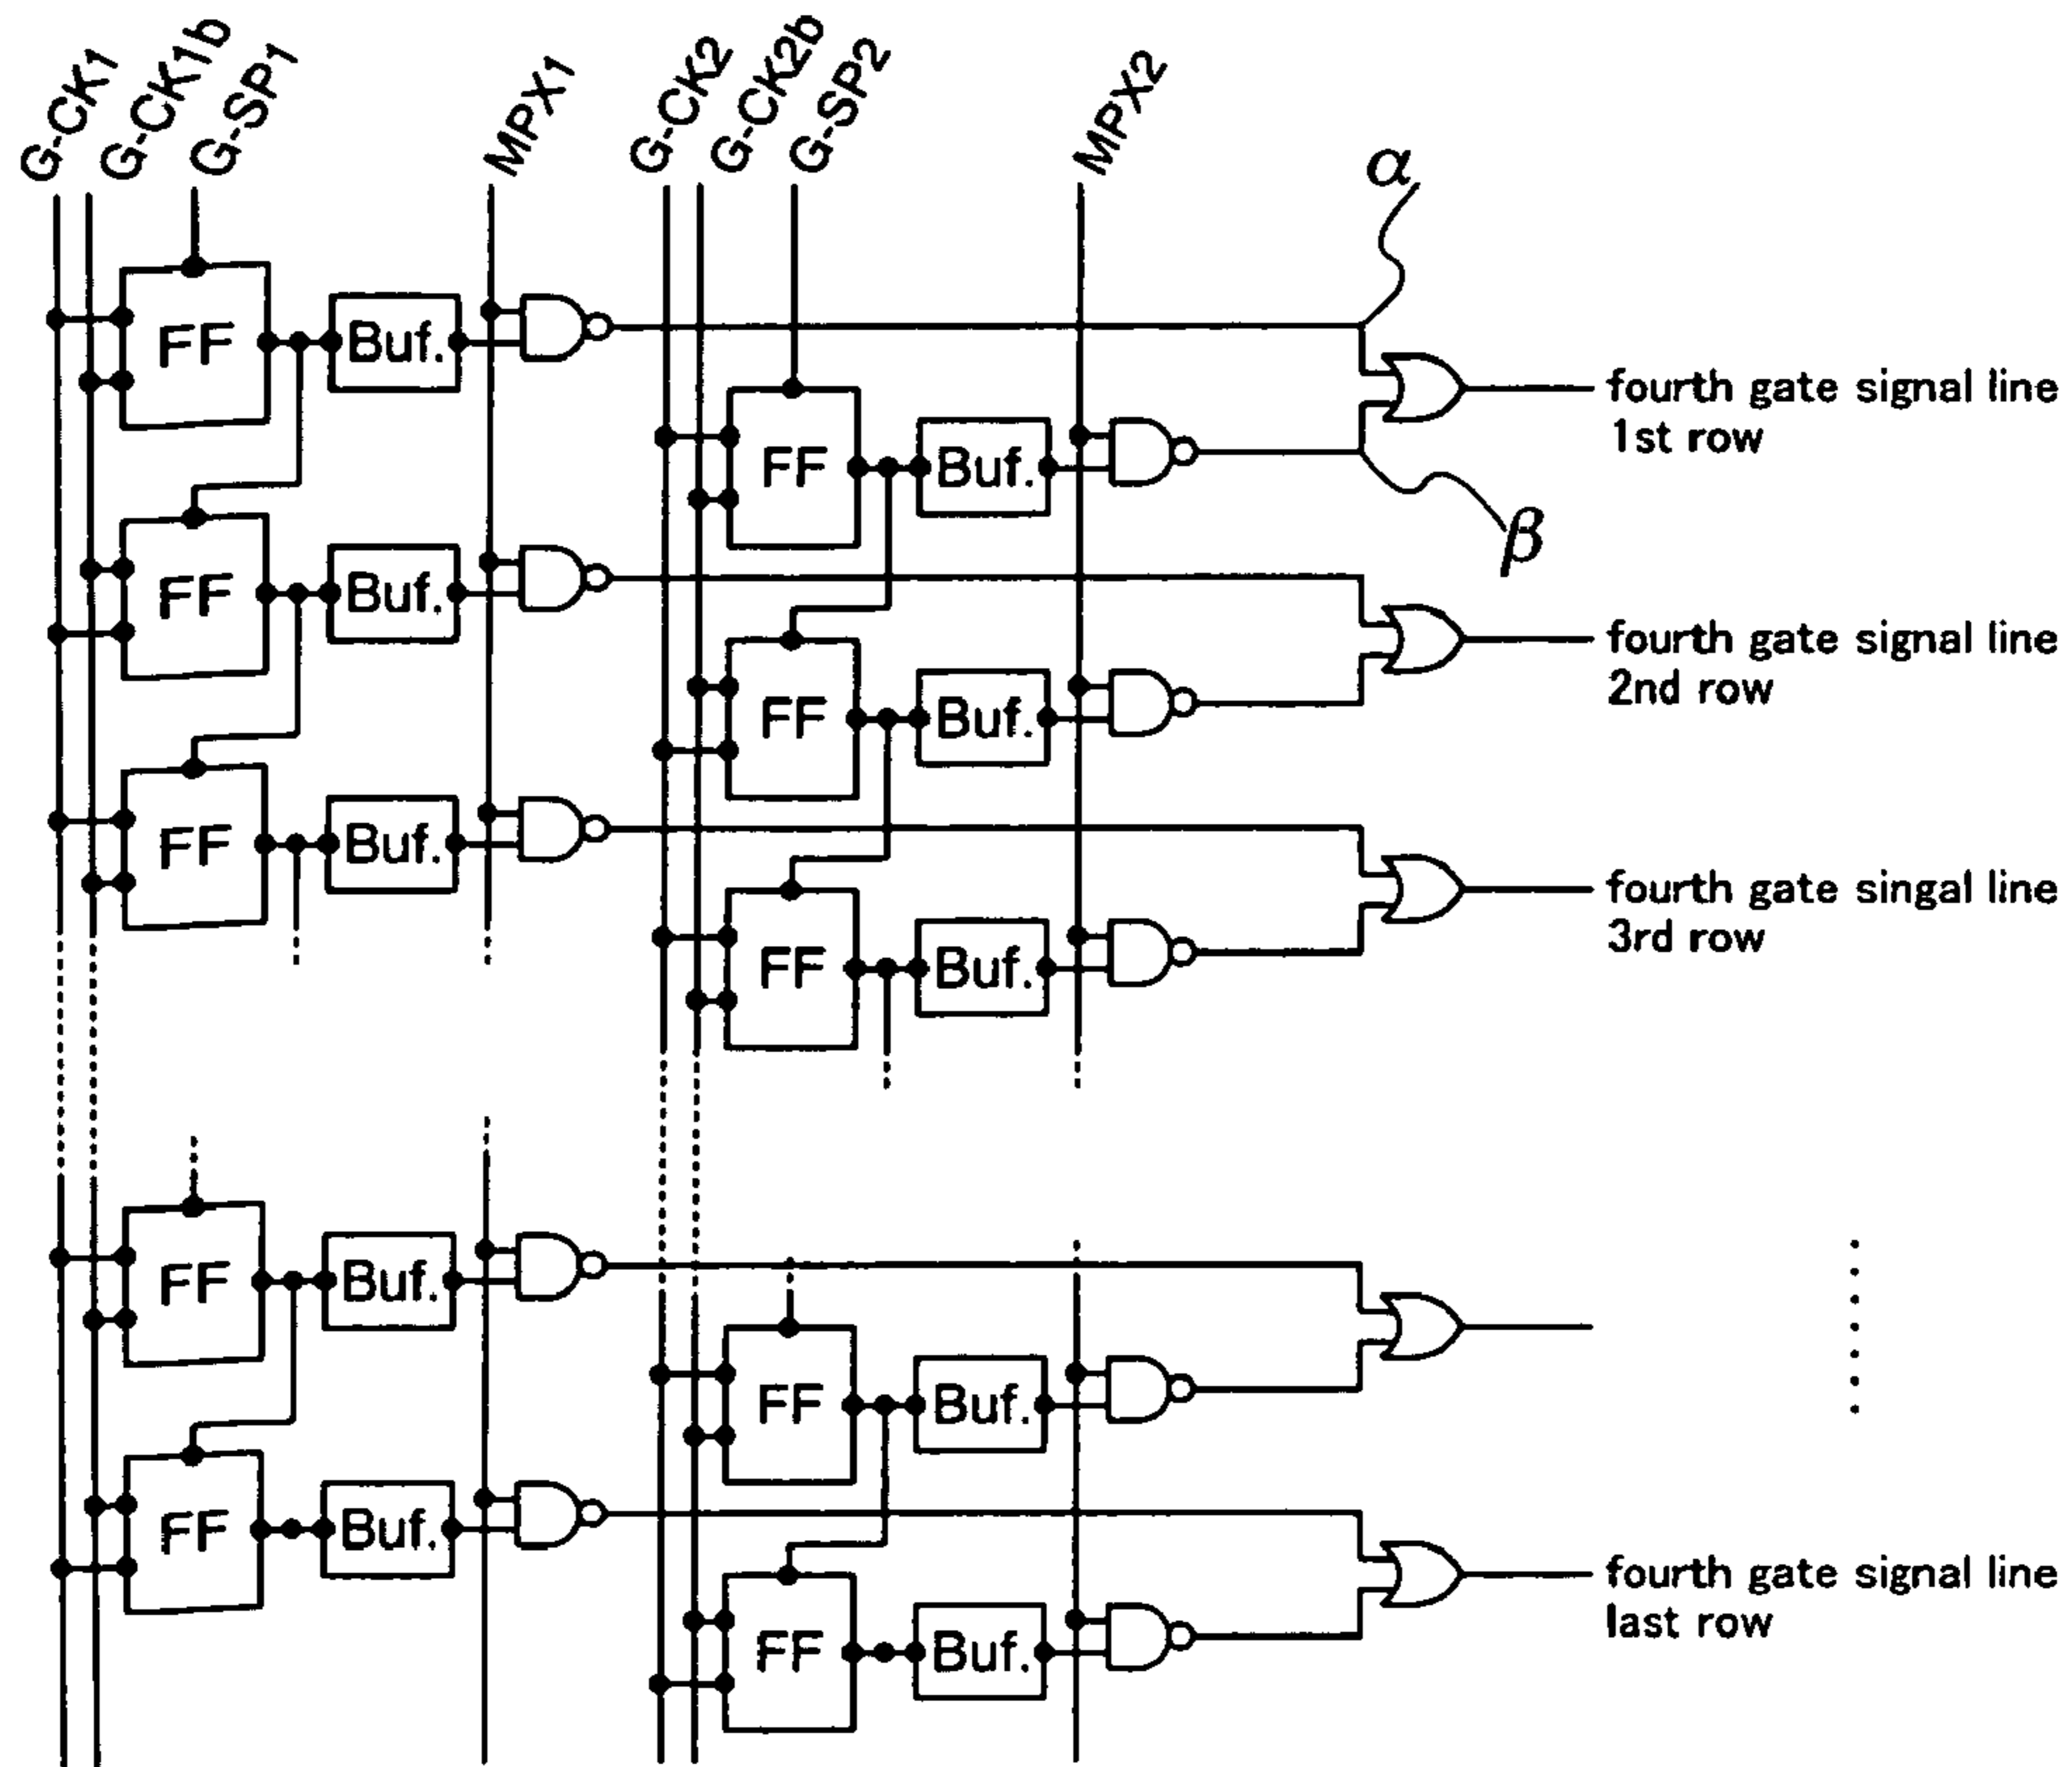 G-CK1
G-CK1b
G-SP1
MPX1
G-CK2
G-CK2b
G-SP2
MPX2
α
FF
Buf.
fourth gate signal line
1st row
FF
Buf.
β
FF
Buf.
fourth gate signal line
2nd row
FF
Buf.
FF
Buf.
fourth gate singal line
3rd row
FF
Buf.
FF
Buf.
FF
Buf.
FF
Buf.
fourth gate signal line
last row
FF
Buf.